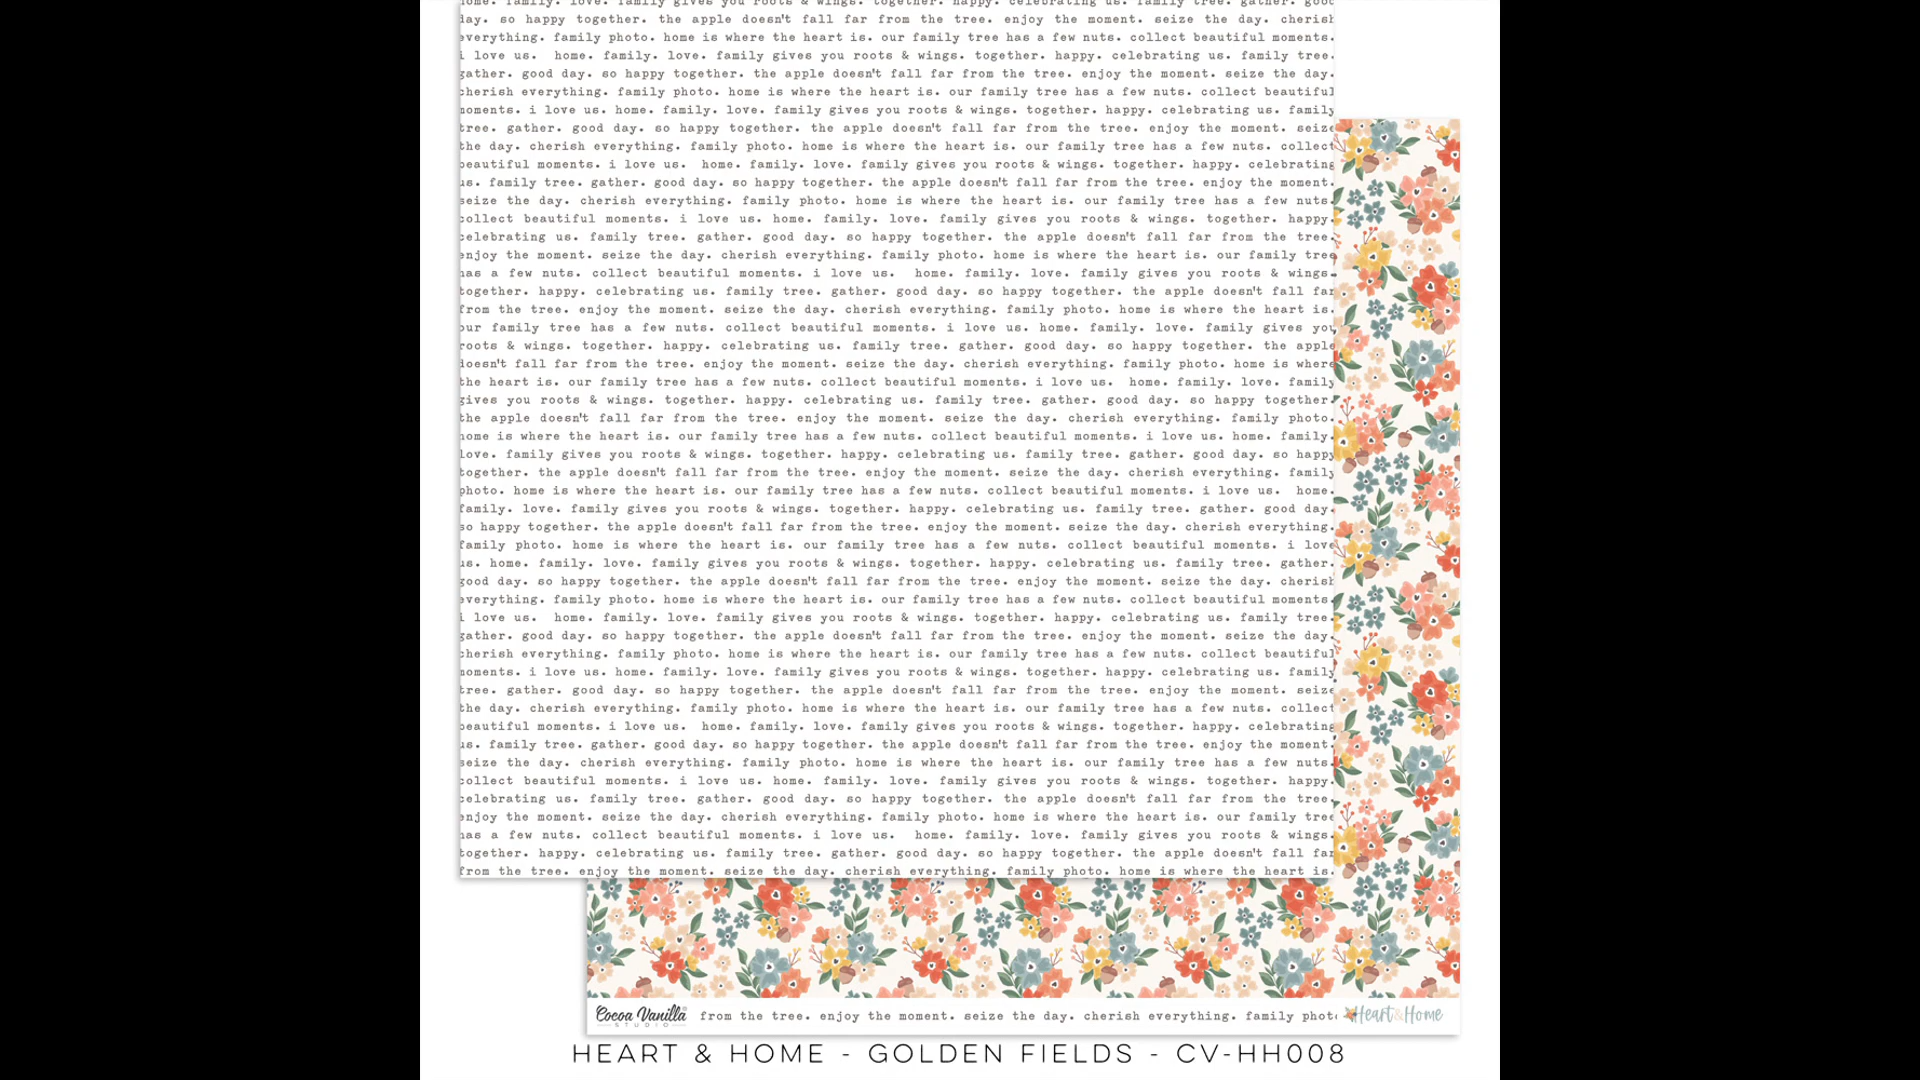 home. family. love. family gives you roots & wings. together. happy. celebrating us. family tree. gather. good
day. so happy together. the apple doesn't fall far from the tree. enjoy the moment. seize the day. cherish
everything. family photo. home is where the heart is. our family tree has a few nuts. collect beautiful moments.
i love us. home. family. love. family gives you roots & wings. together. happy. celebrating us. family tree.
gather. good day. so happy together. the apple doesn't fall far from the tree. enjoy the moment. seize the day.
cherish everything. family photo. home is where the heart is. our family tree has a few nuts. collect beautiful
moments. i love us. home. family. love. family gives you roots & wings. together. happy. celebrating us. family
tree. gather. good day. so happy together. the apple doesn't fall far from the tree. enjoy the moment. seize
the day. cherish everything. family photo. home is where the heart is. our family tree has a few nuts. collect
beautiful moments. i love us. home. family. love. family gives you roots & wings. together. happy. celebrating
us. family tree. gather. good day. so happy together. the apple doesn't fall far from the tree. enjoy the moment.
seize the day. cherish everything. family photo. home is where the heart is. our family tree has a few nuts.
collect beautiful moments. i love us. home. family. love. family gives you roots & wings. together. happy.
celebrating us. family tree. gather. good day. so happy together. the apple doesn't fall far from the tree.
enjoy the moment. seize the day. cherish everything. family photo. home is where the heart is. our family tree
has a few nuts. collect beautiful moments. i love us. home. family. love. family gives you roots & wings.
together. happy. celebrating us. family tree. gather. good day. so happy together. the apple doesn't fall far
from the tree. enjoy the moment. seize the day. cherish everything. family photo. home is where the heart is.
our family tree has a few nuts. collect beautiful moments. i love us. home. family. love. family gives you
roots & wings. together. happy. celebrating us. family tree. gather. good day. so happy together. the apple
doesn't fall far from the tree. enjoy the moment. seize the day. cherish everything. family photo. home is where
the heart is. our family tree has a few nuts. collect beautiful moments. i love us. home. family. love. family
gives you roots & wings. together. happy. celebrating us. family tree. gather. good day. so happy together.
the apple doesn't fall far from the tree. enjoy the moment. seize the day. cherish everything. family photo.
home is where the heart is. our family tree has a few nuts. collect beautiful moments. i love us. home. family.
love. family gives you roots & wings. together. happy. celebrating us. family tree. gather. good day. so happy
together. the apple doesn't fall far from the tree. enjoy the moment. seize the day. cherish everything. family
photo. home is where the heart is. our family tree has a few nuts. collect beautiful moments. i love us. home.
family. love. family gives you roots & wings. together. happy. celebrating us. family tree. gather. good day.
so happy together. the apple doesn't fall far from the tree. enjoy the moment. seize the day. cherish everything.
family photo. home is where the heart is. our family tree has a few nuts. collect beautiful moments. i love
us. home. family. love. family gives you roots & wings. together. happy. celebrating us. family tree. gather.
good day. so happy together. the apple doesn't fall far from the tree. enjoy the moment. seize the day. cherish
everything. family photo. home is where the heart is. our family tree has a few nuts. collect beautiful moments.
i love us. home. family. love. family gives you roots & wings. together. happy. celebrating us. family tree.
gather. good day. so happy together. the apple doesn't fall far from the tree. enjoy the moment. seize the day.
cherish everything. family photo. home is where the heart is. our family tree has a few nuts. collect beautiful
moments. i love us. home. family. love. family gives you roots & wings. together. happy. celebrating us. family
tree. gather. good day. so happy together. the apple doesn't fall far from the tree. enjoy the moment. seize
the day. cherish everything. family photo. home is where the heart is. our family tree has a few nuts. collect
beautiful moments. i love us. home. family. love. family gives you roots & wings. together. happy. celebrating
us. family tree. gather. good day. so happy together. the apple doesn't fall far from the tree. enjoy the moment.
seize the day. cherish everything. family photo. home is where the heart is. our family tree has a few nuts.
collect beautiful moments. i love us. home. family. love. family gives you roots & wings. together. happy.
celebrating us. family tree. gather. good day. so happy together. the apple doesn't fall far from the tree.
enjoy the moment. seize the day. cherish everything. family photo. home is where the heart is. our family tree
has a few nuts. collect beautiful moments. i love us. home. family. love. family gives you roots & wings.
together. happy. celebrating us. family tree. gather. good day. so happy together. the apple doesn't fall far
from the tree. enjoy the moment. seize the day. cherish everything. family photo. home is where the heart is.
Cocoa Vanilla STUDIO from the tree. enjoy the moment. seize the day. cherish everything. family photo Heart&Home
HEART & HOME - GOLDEN FIELDS - CV-HH008